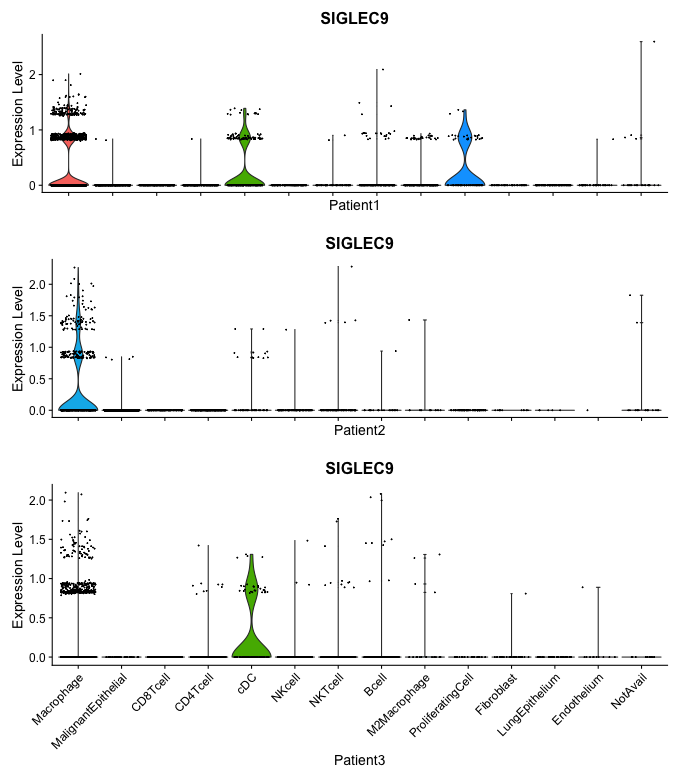 SIGLEC9
Expression Level
2
1
0
Patient1
SIGLEC9
Expression Level
2.0
1.5
1.0
0.5
0.0
Patient2
SIGLEC9
Expression Level
2.0
1.5
1.0
0.5
0.0
Macrophage
MalignantEpithelial
CD8Tcell
CD4Tcell
cDC
NKcell
NKTcell
Bcell
M2Macrophage
ProliferatingCell
Fibroblast
LungEpithelium
Endothelium
NotAvail
Patient3